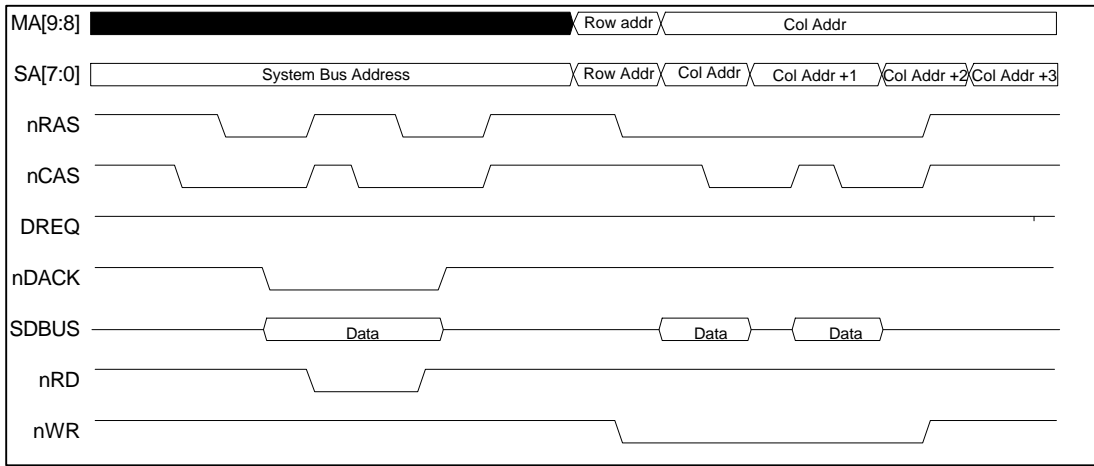 MA[9:8] Row addr Col Addr
SA[7:0] System Bus Address Row Addr Col Addr Col Addr +1 Col Addr +2 Col Addr +3
nRAS
nCAS
DREQ
nDACK
SDBUS Data Data Data
nRD
nWR